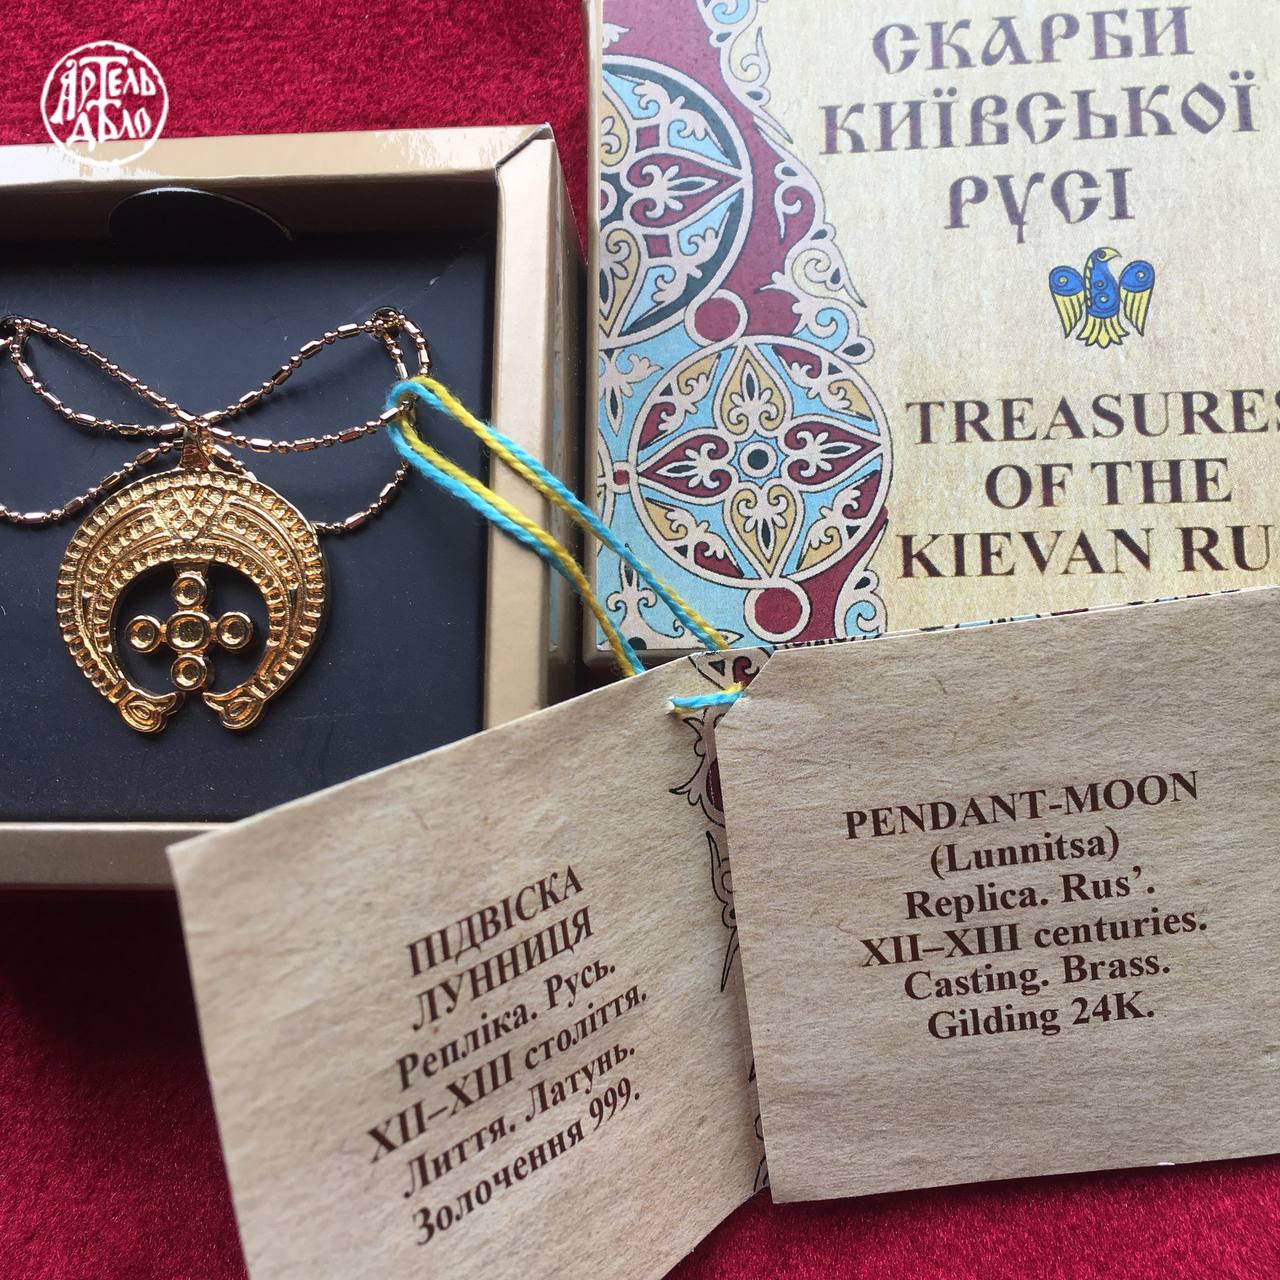 АРТЕЛЬ
СКАРБИ
КИЇВСЬКОЇ
РУСІ
TREASURES
OF THE
KIEVAN RU
ПІДВІСКА
ЛУННИЦЯ
Репліка. Русь.
XII–XIII століття.
Лиття. Латунь.
Золочення 999.
PENDANT-MOON
(Lunnitsa)
Replica. Rus’.
XII–XIII centuries.
Casting. Brass.
Gilding 24K.